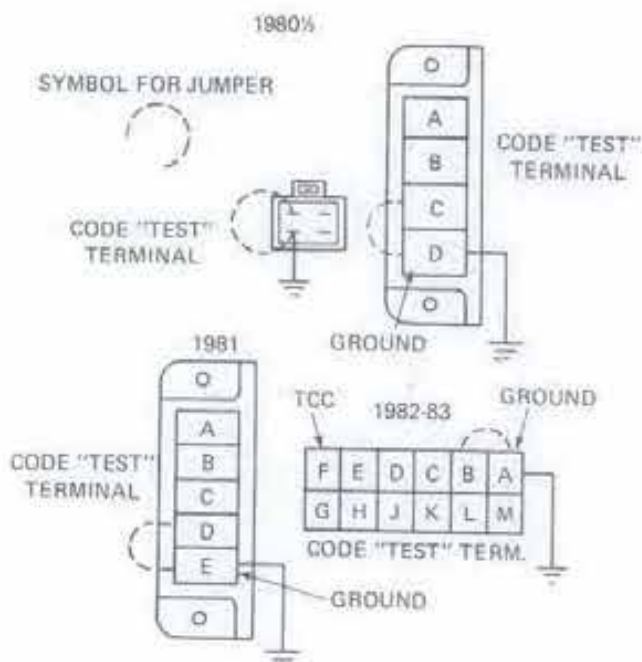 1980½
SYMBOL FOR JUMPER
A
B
C
D
CODE "TEST"
TERMINAL
CODE "TEST"
TERMINAL
GROUND
1981
A
B
C
D
E
CODE "TEST"
TERMINAL
GROUND
TCC
1982-83
GROUND
F E D C B A
G H J K L M
CODE "TEST" TERM.